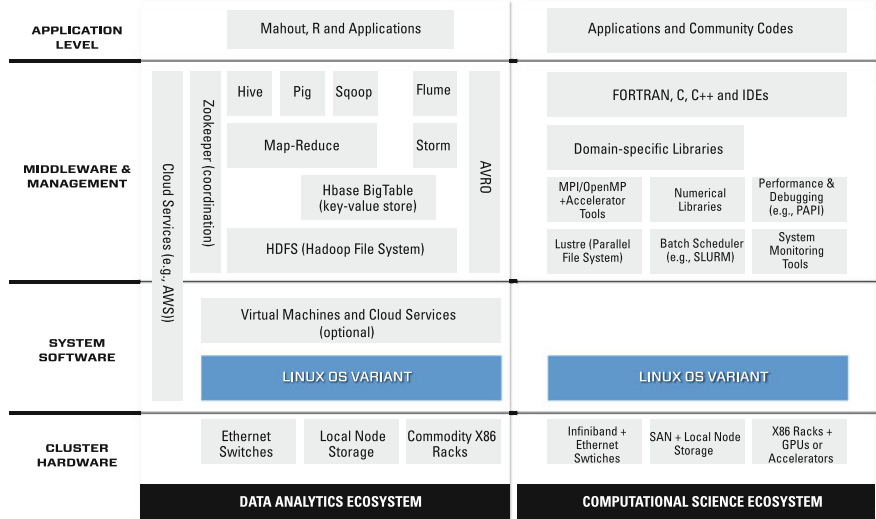 APPLICATION
LEVEL
Mahout, R and Applications
Applications and Community Codes
MIDDLEWARE &
MANAGEMENT
Cloud Services (e.g., AWS))
Zookeeper (coordination)
Hive
Pig
Sqoop
Flume
Map-Reduce
Storm
Hbase BigTable
(key-value store)
HDFS (Hadoop File System)
AVRO
FORTRAN, C, C++ and IDEs
Domain-specific Libraries
MPI/OpenMP
+Accelerator
Tools
Numerical
Libraries
Performance &
Debugging
(e.g., PAPI)
Lustre (Parallel
File System)
Batch Scheduler
(e.g., SLURM)
System
Monitoring
Tools
SYSTEM
SOFTWARE
Virtual Machines and Cloud Services
(optional)
LINUX OS VARIANT
LINUX OS VARIANT
CLUSTER
HARDWARE
Ethernet
Switches
Local Node
Storage
Commodity X86
Racks
Infiniband +
Ethernet
Swtiches
SAN + Local Node
Storage
X86 Racks +
GPUs or
Accelerators
DATA ANALYTICS ECOSYSTEM
COMPUTATIONAL SCIENCE ECOSYSTEM